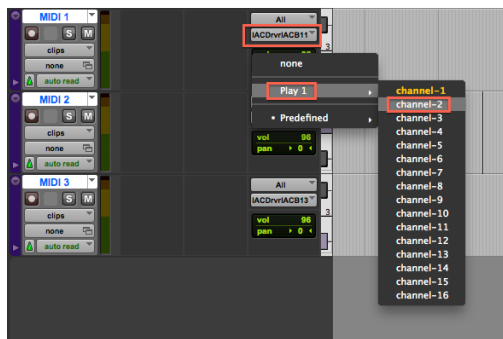 MIDI 1
All
S M
IACDrvrIACB11
clips
none
none
auto read
Play 1
channel-1
MIDI 2
channel-2
S M
• Predefined
channel-3
clips
channel-4
none
vol 96
channel-5
auto read
pan 0
channel-6
channel-7
MIDI 3
All
channel-8
S M
IACDrvrIACB13
channel-9
clips
3
channel-10
none
vol 96
channel-11
auto read
pan 0
channel-12
channel-13
channel-14
channel-15
channel-16